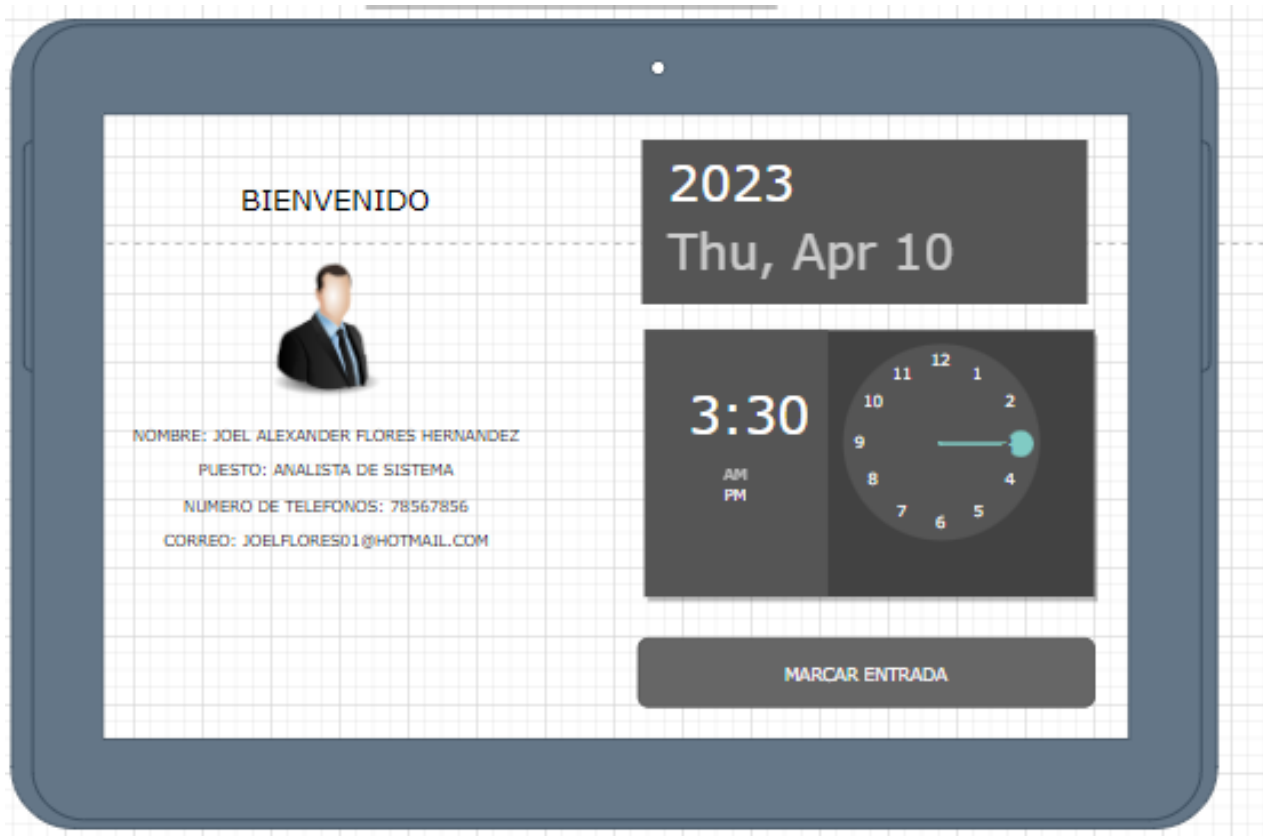 BIENVENIDO
NOMBRE: JOEL ALEXANDER FLORES HERNANDEZ
PUESTO: ANALISTA DE SISTEMA
NUMERO DE TELEFONOS: 78567856
CORREO: JOELFLORES01@HOTMAIL.COM
2023
Thu, Apr 10
3:30
AM
PM
12
11
1
10
2
9
8
4
7
5
6
MARCAR ENTRADA